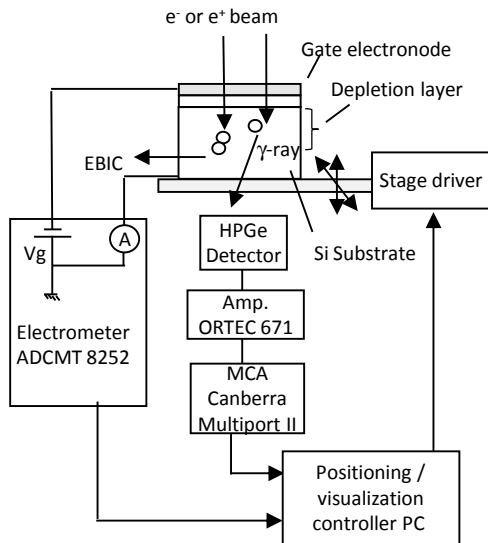 e⁻ or e⁺ beam
Gate electronode
Depletion layer
EBIC
γ-ray
Stage driver
A
Vg
HPGe
Detector
Si Substrate
Amp.
ORTEC 671
Electrometer
ADCMT 8252
MCA
Canberra
Multiport II
Positioning /
visualization
controller PC